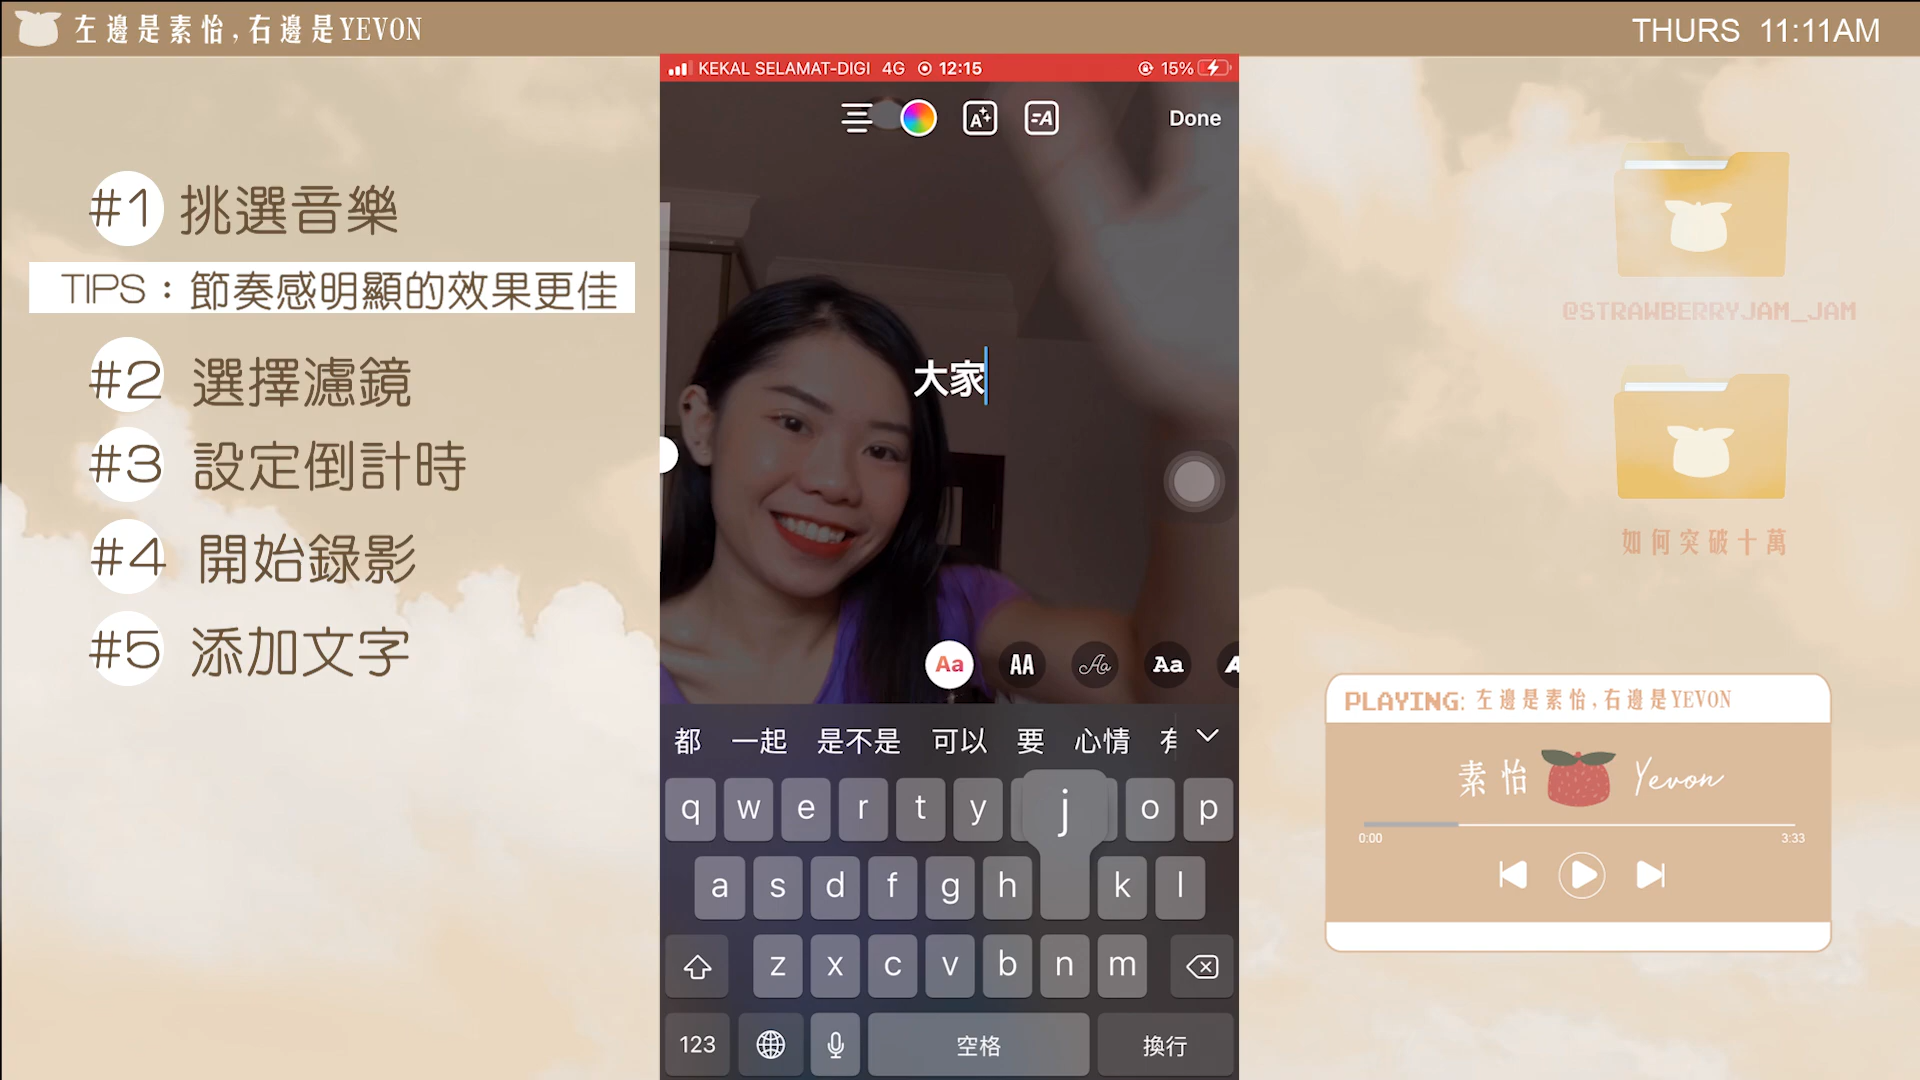 左邊是素怡,右邊是YEVON
THURS 11:11AM
#1 挑選音樂
TIPS：節奏感明顯的效果更佳
#2 選擇濾鏡
#3 設定倒計時
#4 開始錄影
#5 添加文字
KEKAL SELAMAT-DIGI 4G 12:15 15%
Done
大家
Aa AA Aa Aa A
都 一起 是不是 可以 要 心情 有
q w e r t y j o p
a s d f g h k l
z x c v b n m
123 空格 換行
@STRAWBERRYJAM_JAM
如何突破十萬
PLAYING: 左邊是素怡,右邊是YEVON
素怡 Yevon
0:00 3:33